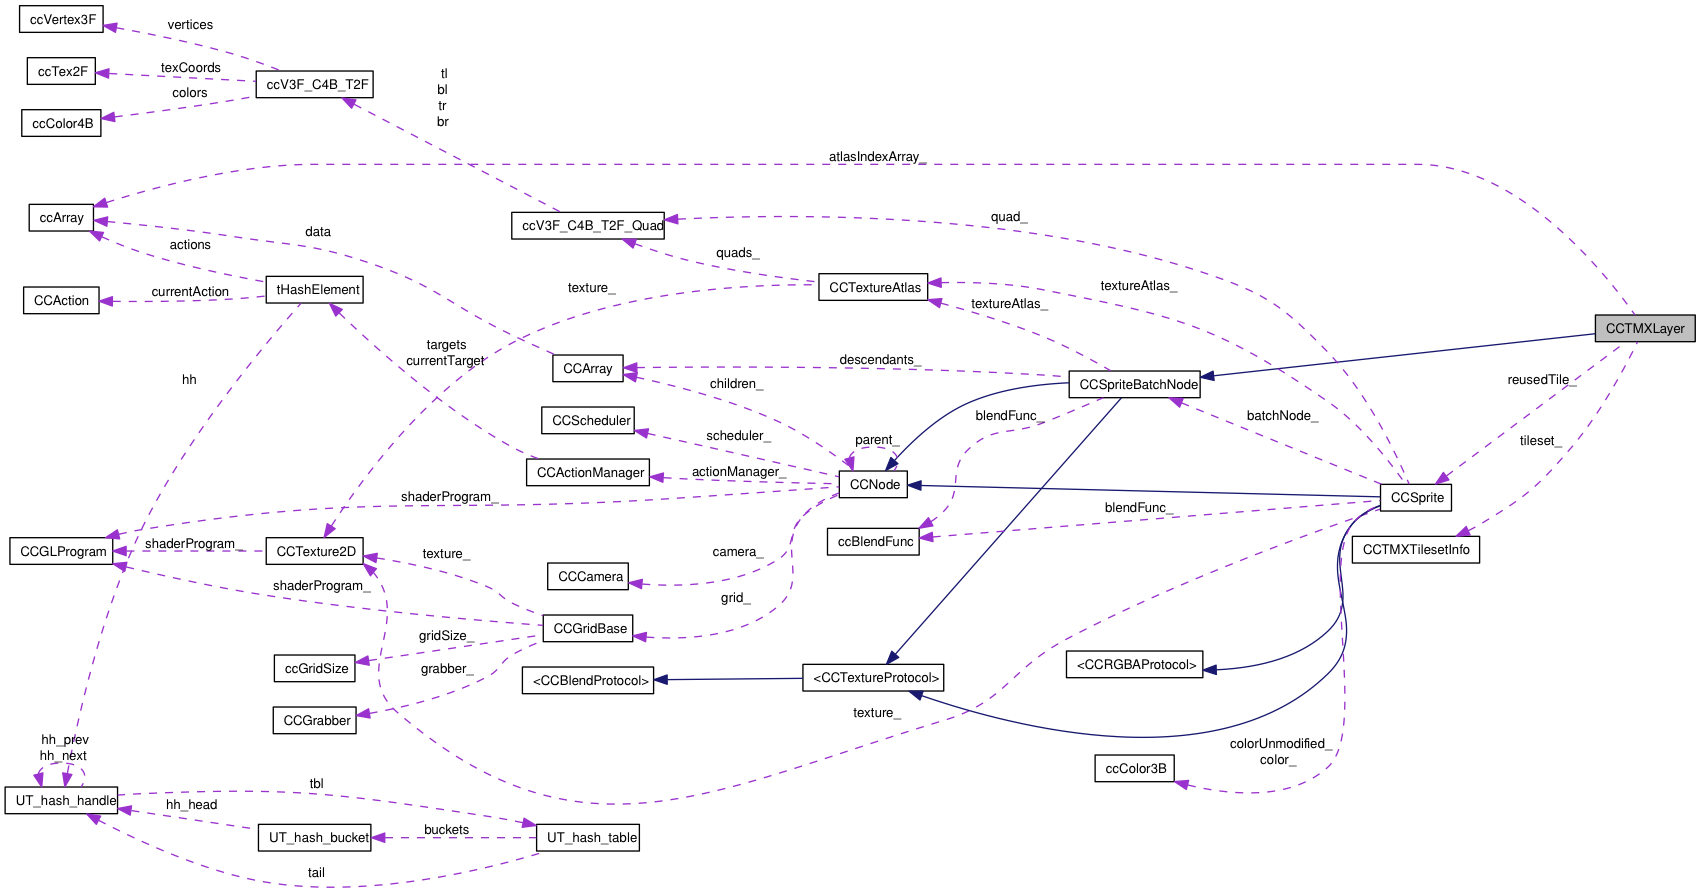 ccVertex3F
vertices
ccTex2F
texCoords
ccV3F_C4B_T2F
colors
ccColor4B
tl
bl
tr
br
atlasIndexArray_
ccArray
data
actions
ccV3F_C4B_T2F_Quad
quad_
quads_
tHashElement
currentAction
CCAction
texture_
CCTextureAtlas
textureAtlas_
textureAtlas_
CCTMXLayer
targets
currentTarget
hh
CCArray
descendants_
children_
CCSpriteBatchNode
reusedTile_
CCScheduler
scheduler_
blendFunc_
batchNode_
tileset_
parent_
CCActionManager
actionManager_
CCNode
shaderProgram_
CCSprite
blendFunc_
ccBlendFunc
CCGLProgram
shaderProgram_
CCTexture2D
texture_
camera_
CCTMXTilesetInfo
CCCamera
shaderProgram_
grid_
CCGridBase
gridSize_
ccGridSize
grabber_
<CCBlendProtocol>
<CCTextureProtocol>
<CCRGBAProtocol>
CCGrabber
texture_
hh_prev
hh_next
colorUnmodified_
color_
ccColor3B
UT_hash_handle
tbl
hh_head
UT_hash_bucket
buckets
UT_hash_table
tail